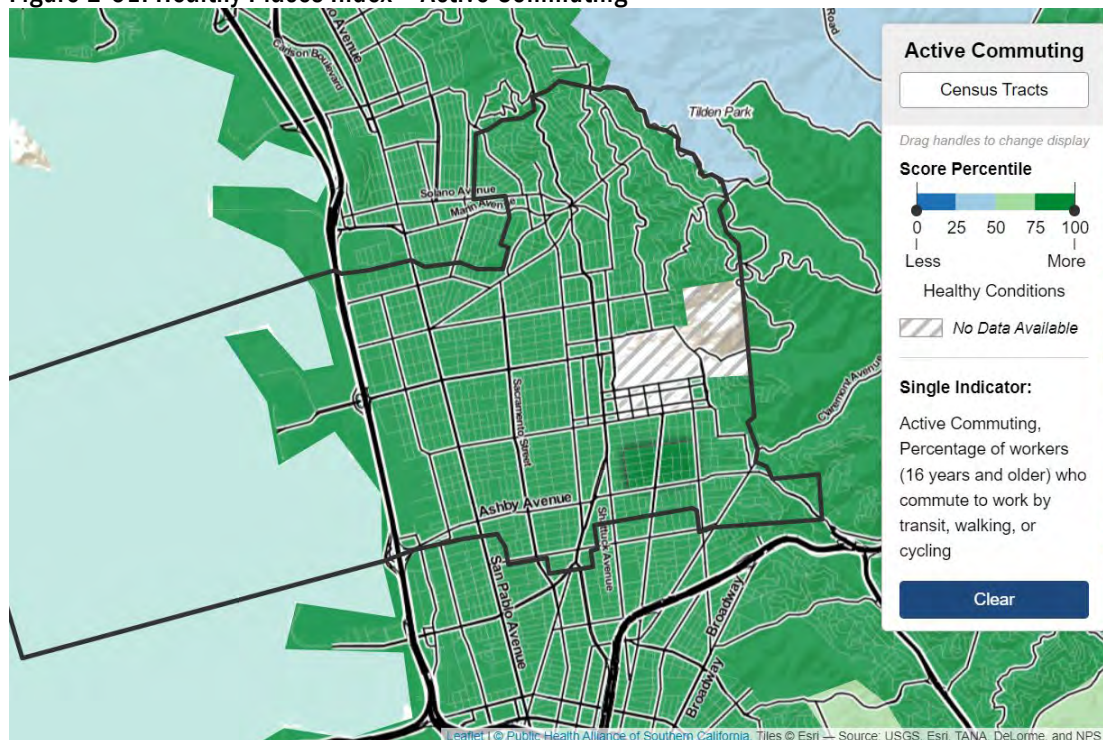 Carlson Boulevard
Avenue
Road
Tilden Park
Solano Avenue
Marin Avenue
Sacramento Street
Claremont Avenue
Ashby Avenue
Shattuck Avenue
San Pablo Avenue
Broadway
Broadway
Active Commuting
Census Tracts
Drag handles to change display
Score Percentile
0 25 50 75 100
Less More
Healthy Conditions
No Data Available
Single Indicator:
Active Commuting,
Percentage of workers
(16 years and older) who
commute to work by
transit, walking, or
cycling
Clear
Leaflet | © Public Health Alliance of Southern California, Tiles © Esri — Source: USGS, Esri, TANA, DeLorme, and NPS